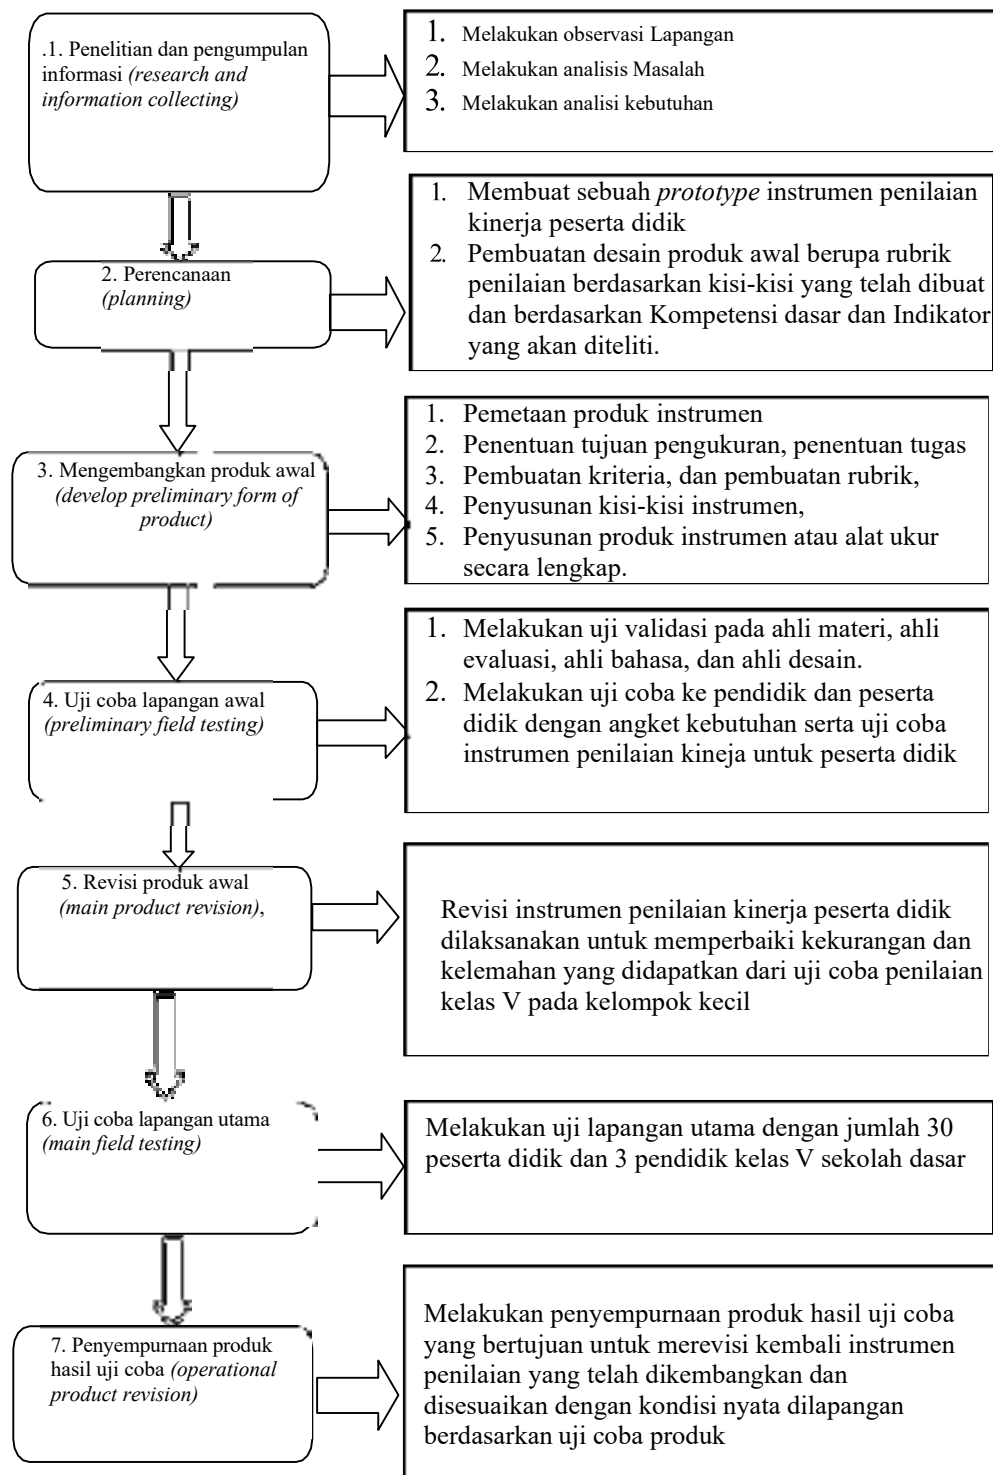 .1. Penelitian dan pengumpulan
informasi (research and
information collecting)
1. Melakukan observasi Lapangan
2. Melakukan analisis Masalah
3. Melakukan analisi kebutuhan
2. Perencanaan
(planning)
1. Membuat sebuah prototype instrumen penilaian
kinerja peserta didik
2. Pembuatan desain produk awal berupa rubrik
penilaian berdasarkan kisi-kisi yang telah dibuat
dan berdasarkan Kompetensi dasar dan Indikator
yang akan diteliti.
3. Mengembangkan produk awal
(develop preliminary form of
product)
1. Pemetaan produk instrumen
2. Penentuan tujuan pengukuran, penentuan tugas
3. Pembuatan kriteria, dan pembuatan rubrik,
4. Penyusunan kisi-kisi instrumen,
5. Penyusunan produk instrumen atau alat ukur
secara lengkap.
4. Uji coba lapangan awal
(preliminary field testing)
1. Melakukan uji validasi pada ahli materi, ahli
evaluasi, ahli bahasa, dan ahli desain.
2. Melakukan uji coba ke pendidik dan peserta
didik dengan angket kebutuhan serta uji coba
instrumen penilaian kineja untuk peserta didik
5. Revisi produk awal
(main product revision),
Revisi instrumen penilaian kinerja peserta didik
dilaksanakan untuk memperbaiki kekurangan dan
kelemahan yang didapatkan dari uji coba penilaian
kelas V pada kelompok kecil
6. Uji coba lapangan utama
(main field testing)
Melakukan uji lapangan utama dengan jumlah 30
peserta didik dan 3 pendidik kelas V sekolah dasar
7. Penyempurnaan produk
hasil uji coba (operational
product revision)
Melakukan penyempurnaan produk hasil uji coba
yang bertujuan untuk merevisi kembali instrumen
penilaian yang telah dikembangkan dan
disesuaikan dengan kondisi nyata dilapangan
berdasarkan uji coba produk